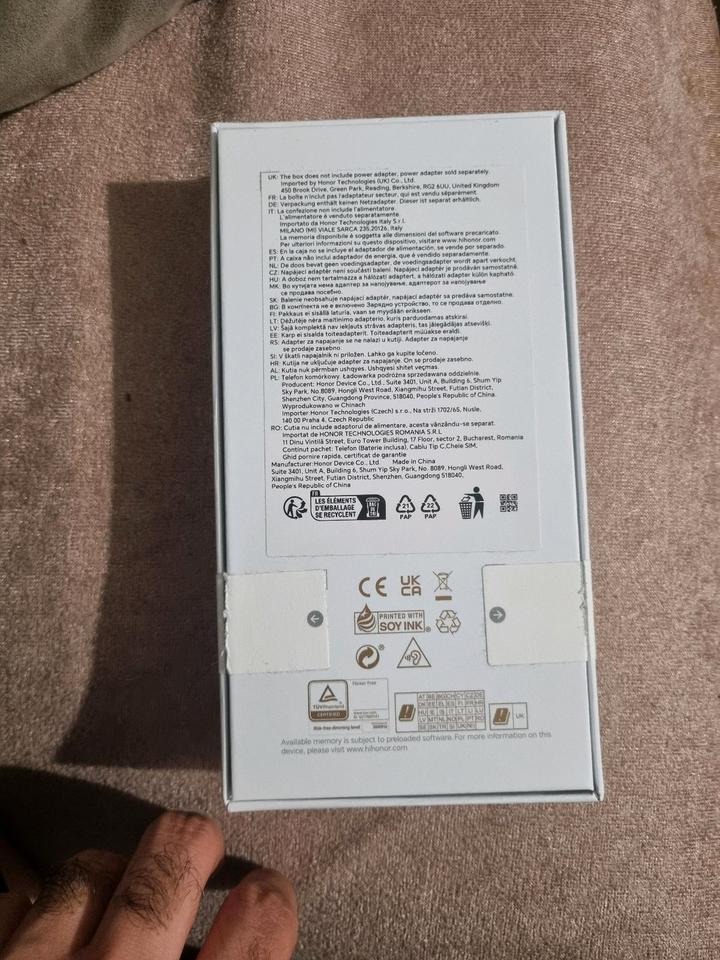 UK: The box does not include power adapter, power adapter sold separately.
Imported by Honor Technologies (UK) Co., Ltd.
450 Brook Drive, Green Park, Reading, Berkshire, RG2 6UU, United Kingdom
FR: La boîte n'inclut pas l'adaptateur secteur, qui est vendu séparément.
DE: Verpackung enthält keinen Netzadapter. Dieser ist separat erhältlich.
IT: La confezione non include l'alimentatore.
L'alimentatore è venduto separatamente.
Importato da Honor Technologies Italy S.r.l.
MILANO (MI) VIALE SARCA 235,20126, Italy
La memoria disponibile è soggetta alle dimensioni del software precaricato.
Per ulteriori informazioni su questo dispositivo, visitare www.hihonor.com
ES: En la caja no se incluye el adaptador de alimentación, se vende por separado.
PT: A caixa não inclui adaptador de energia, que é vendido separadamente.
NL: De doos bevat geen voedingsadapter, de voedingsadapter wordt apart verkocht.
CZ: Napájecí adaptér není součástí balení. Napájecí adaptér je prodáván samostatně.
HU: A doboz nem tartalmazza a hálózati adaptert, a hálózati adapter külön kapható.
MK: Во кутијата нема адаптер за напојување, адаптерот за напојување
се продава посебно.
SK: Balenie neobsahuje napájací adaptér, napájací adaptér sa predáva samostatne.
BG: В комплекта не е включено Зарядно устройство, то се продава отделно.
FI: Pakkaus ei sisällä laturia, vaan se myydään erikseen.
LT: Dėžutėje nėra maitinimo adapterio, kuris parduodamas atskirai.
LV: Šajā komplektā nav iekļauts strāvas adapteris, tas jāiegādājas atsevišķi.
EE: Karp ei sisalda toiteadapterit. Toiteadapterit müüakse eraldi.
RS: Adapter za napajanje se ne nalazi u kutiji. Adapter za napajanje
se prodaje zasebno.
SI: V škatli napajalnik ni priložen. Lahko ga kupite ločeno.
HR: Kutija ne uključuje adapter za napajanje. On se prodaje zasebno.
AL: Kutia nuk përmban ushqyes. Ushqyesi shitet veçmas.
PL: Telefon komórkowy. Ładowarka podróżna sprzedawana oddzielnie.
Producent: Honor Device Co., Ltd. Suite 3401, Unit A, Building 6, Shum Yip
Sky Park, No.8089, Hongli West Road, Xiangmihu Street, Futian District,
Shenzhen City, Guangdong Province, 518040, People's Republic of China.
Wyprodukowano w Chinach
Importer Honor Technologies (Czech) s.r.o., Na strži 1702/65, Nusle,
140 00 Praha 4, Czech Republic
RO: Cutia nu include adaptorul de alimentare, acesta vânzându-se separat.
Importat de HONOR TECHNOLOGIES ROMANIA S.R.L
11 Dinu Vintilă Street, Euro Tower Building, 17 Floor, sector 2, Bucharest, Romania
Continut pachet: Telefon (Baterie inclusa), Cablu Tip C,Cheie SIM,
Ghid pornire rapida, certificat de garantie
Manufacturer:Honor Device Co., Ltd. Made in China
Suite 3401, Unit A, Building 6, Shum Yip Sky Park, No. 8089, Hongli West Road,
Xiangmihu Street, Futian District, Shenzhen, Guangdong 518040,
People's Republic of China
FR
LES ÉLÉMENTS
D'EMBALLAGE
SE RECYCLENT
21 PAP
22 PAP
CE UK CA
PRINTED WITH
SOY INK
TÜVRheinland
CERTIFIED
Flicker Free
UK
Available memory is subject to preloaded software. For more information on this
device, please visit www.hihonor.com